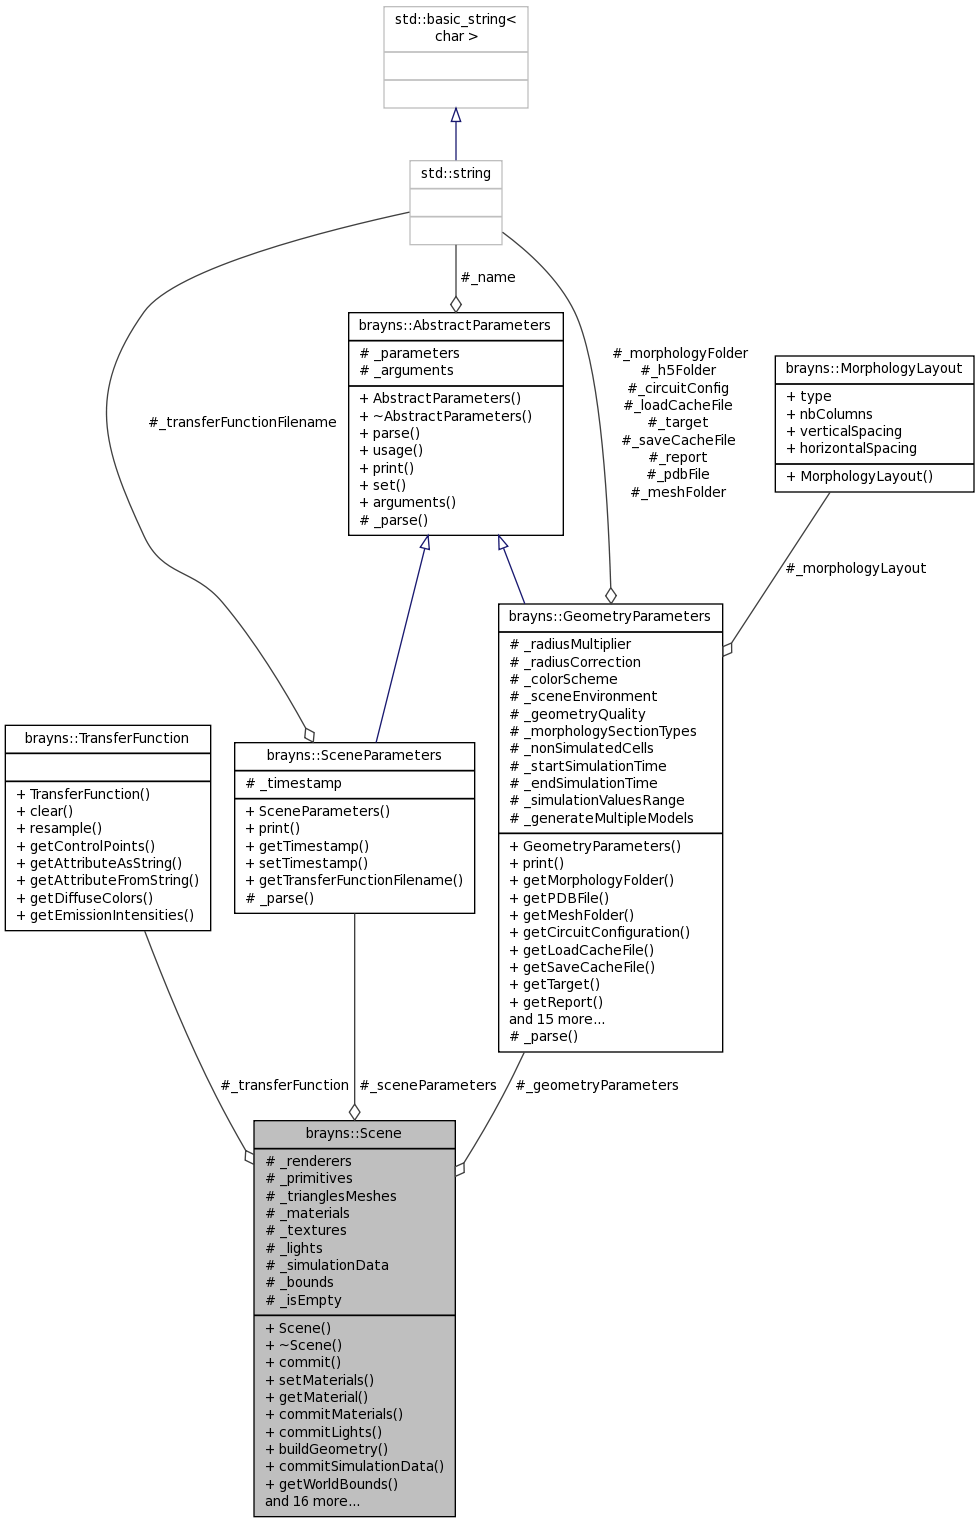 std::basic_string<
char >
std::string
#_name
brayns::AbstractParameters
# _parameters
# _arguments
+ AbstractParameters()
+ ~AbstractParameters()
+ parse()
+ usage()
+ print()
+ set()
+ arguments()
# _parse()
#_transferFunctionFilename
#_morphologyFolder
#_h5Folder
#_circuitConfig
#_loadCacheFile
#_target
#_saveCacheFile
#_report
#_pdbFile
#_meshFolder
brayns::MorphologyLayout
+ type
+ nbColumns
+ verticalSpacing
+ horizontalSpacing
+ MorphologyLayout()
#_morphologyLayout
brayns::GeometryParameters
# _radiusMultiplier
# _radiusCorrection
# _colorScheme
# _sceneEnvironment
# _geometryQuality
# _morphologySectionTypes
# _nonSimulatedCells
# _startSimulationTime
# _endSimulationTime
# _simulationValuesRange
# _generateMultipleModels
+ GeometryParameters()
+ print()
+ getMorphologyFolder()
+ getPDBFile()
+ getMeshFolder()
+ getCircuitConfiguration()
+ getLoadCacheFile()
+ getSaveCacheFile()
+ getTarget()
+ getReport()
and 15 more...
# _parse()
brayns::TransferFunction
+ TransferFunction()
+ clear()
+ resample()
+ getControlPoints()
+ getAttributeAsString()
+ getAttributeFromString()
+ getDiffuseColors()
+ getEmissionIntensities()
brayns::SceneParameters
# _timestamp
+ SceneParameters()
+ print()
+ getTimestamp()
+ setTimestamp()
+ getTransferFunctionFilename()
# _parse()
#_transferFunction
#_sceneParameters
#_geometryParameters
brayns::Scene
# _renderers
# _primitives
# _trianglesMeshes
# _materials
# _textures
# _lights
# _simulationData
# _bounds
# _isEmpty
+ Scene()
+ ~Scene()
+ commit()
+ setMaterials()
+ getMaterial()
+ commitMaterials()
+ commitLights()
+ buildGeometry()
+ commitSimulationData()
+ getWorldBounds()
and 16 more...